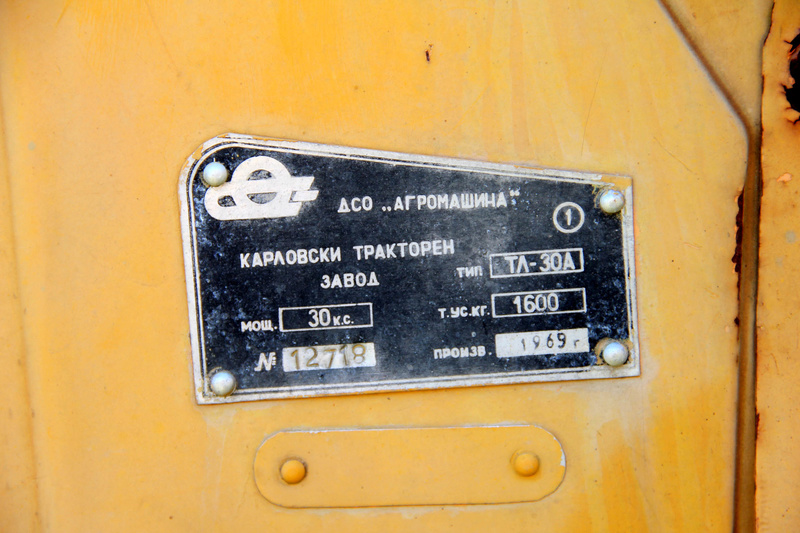 ДСО „АГРОМАШИНА"
1
КАРЛОВСКИ ТРАКТОРЕН
ЗАВОД
ТИП ТЛ-30А
МОЩ. 30 К.С.
Т.УС.КГ. 1600
№ 12718
ПРОИЗВ. 1969 г